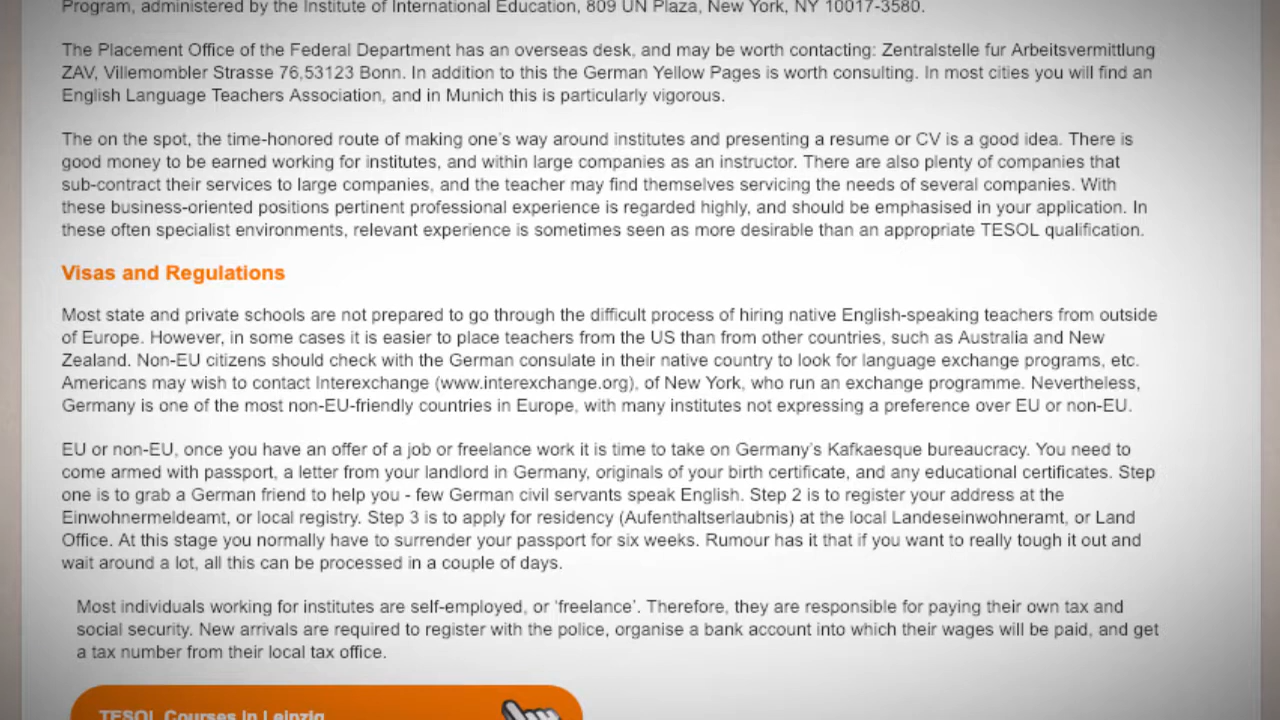 Program, administered by the Institute of International Education, 809 UN Plaza, New York, NY 10017-3580.
The Placement Office of the Federal Department has an overseas desk, and may be worth contacting: Zentralstelle fur Arbeitsvermittlung
ZAV, Villemombler Strasse 76,53123 Bonn. In addition to this the German Yellow Pages is worth consulting. In most cities you will find an
English Language Teachers Association, and in Munich this is particularly vigorous.
The on the spot, the time-honored route of making one's way around institutes and presenting a resume or CV is a good idea. There is
good money to be earned working for institutes, and within large companies as an instructor. There are also plenty of companies that
sub-contract their services to large companies, and the teacher may find themselves servicing the needs of several companies. With
these business-oriented positions pertinent professional experience is regarded highly, and should be emphasised in your application. In
these often specialist environments, relevant experience is sometimes seen as more desirable than an appropriate TESOL qualification.
Visas and Regulations
Most state and private schools are not prepared to go through the difficult process of hiring native English-speaking teachers from outside
of Europe. However, in some cases it is easier to place teachers from the US than from other countries, such as Australia and New
Zealand. Non-EU citizens should check with the German consulate in their native country to look for language exchange programs, etc.
Americans may wish to contact Interexchange (www.interexchange.org), of New York, who run an exchange programme. Nevertheless,
Germany is one of the most non-EU-friendly countries in Europe, with many institutes not expressing a preference over EU or non-EU.
EU or non-EU, once you have an offer of a job or freelance work it is time to take on Germany's Kafkaesque bureaucracy. You need to
come armed with passport, a letter from your landlord in Germany, originals of your birth certificate, and any educational certificates. Step
one is to grab a German friend to help you - few German civil servants speak English. Step 2 is to register your address at the
Einwohnermeldeamt, or local registry. Step 3 is to apply for residency (Aufenthaltserlaubnis) at the local Landeseinwohneramt, or Land
Office. At this stage you normally have to surrender your passport for six weeks. Rumour has it that if you want to really tough it out and
wait around a lot, all this can be processed in a couple of days.
Most individuals working for institutes are self-employed, or 'freelance'. Therefore, they are responsible for paying their own tax and
social security. New arrivals are required to register with the police, organise a bank account into which their wages will be paid, and get
a tax number from their local tax office.
TESOL Courses in Leipzig